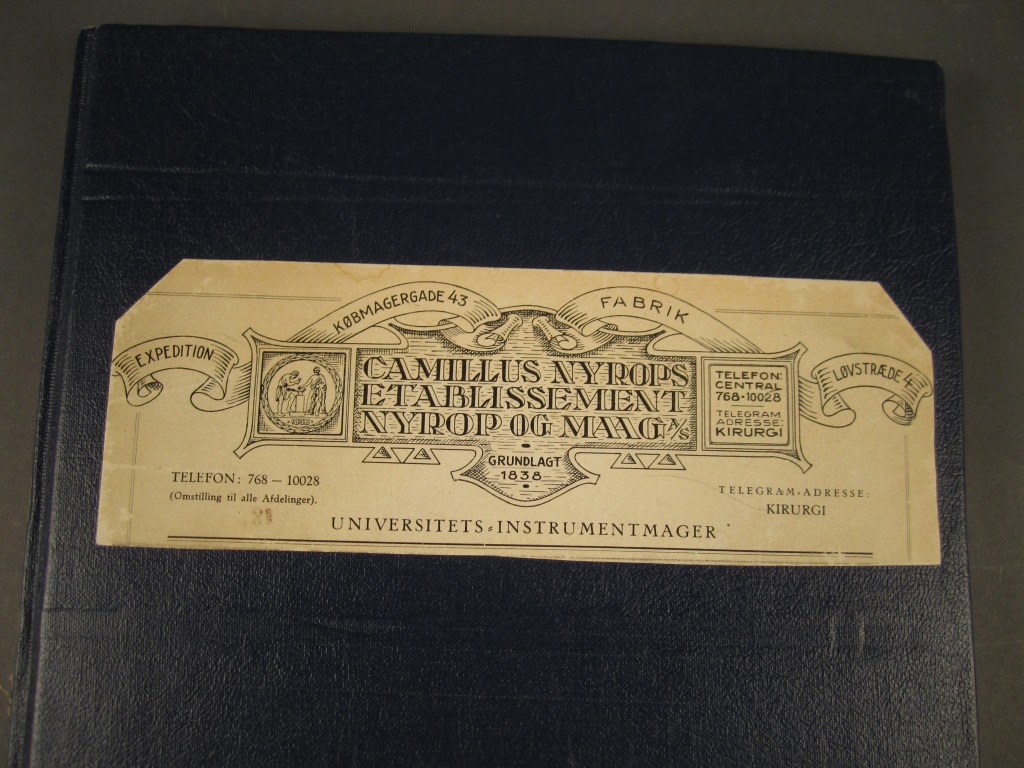 EXPEDITION
KØBMAGERGADE 43
FABRIK
LØVSTRÆDE 4
CAMILLUS NYROPS
ETABLISSEMENT
NYROP OG MAAG A/S
GRUNDLAGT
1838
TELEFON:
CENTRAL
768·10028
TELEGRAM
ADRESSE:
KIRURGI
TELEFON: 768 — 10028
(Omstilling til alle Afdelinger).
TELEGRAM-ADRESSE:
KIRURGI
UNIVERSITETS-INSTRUMENTMAGER